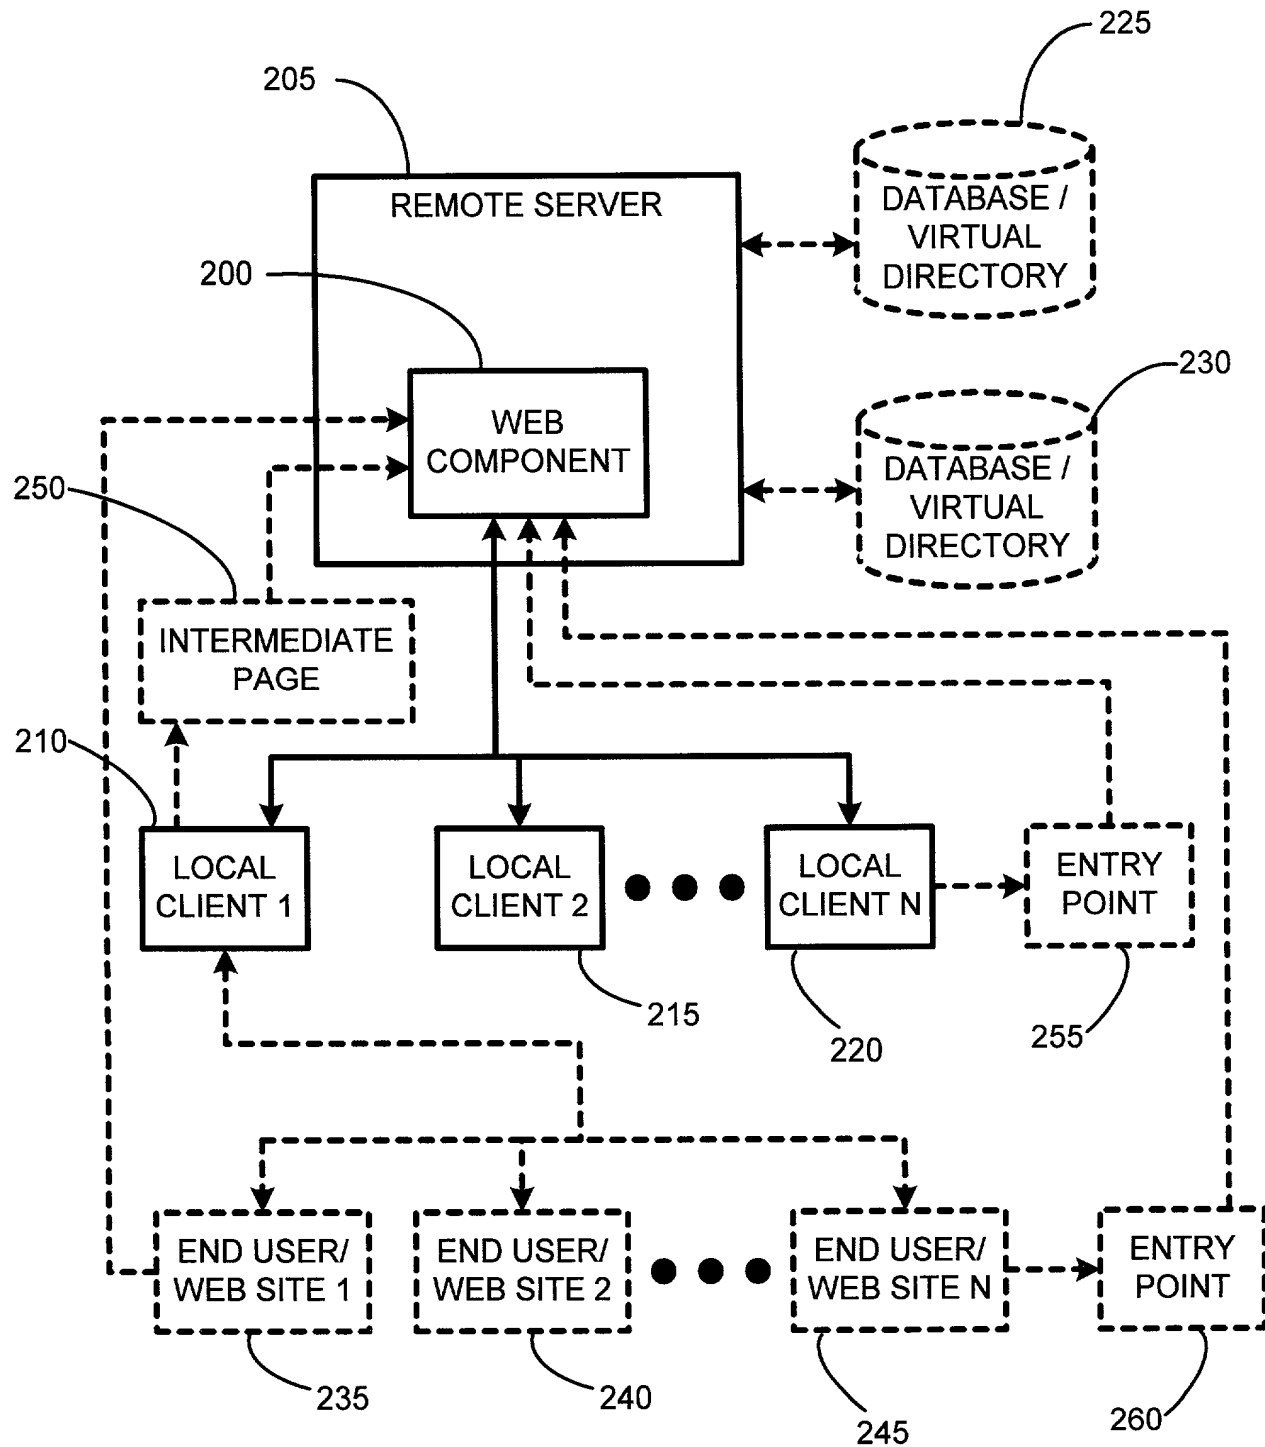 225
205
REMOTE SERVER
DATABASE /
VIRTUAL
DIRECTORY
200
230
WEB
COMPONENT
DATABASE /
VIRTUAL
DIRECTORY
250
INTERMEDIATE
PAGE
210
LOCAL
CLIENT 1
LOCAL
CLIENT 2
LOCAL
CLIENT N
ENTRY
POINT
215
220
255
END USER/
WEB SITE 1
END USER/
WEB SITE 2
END USER/
WEB SITE N
ENTRY
POINT
235
240
245
260